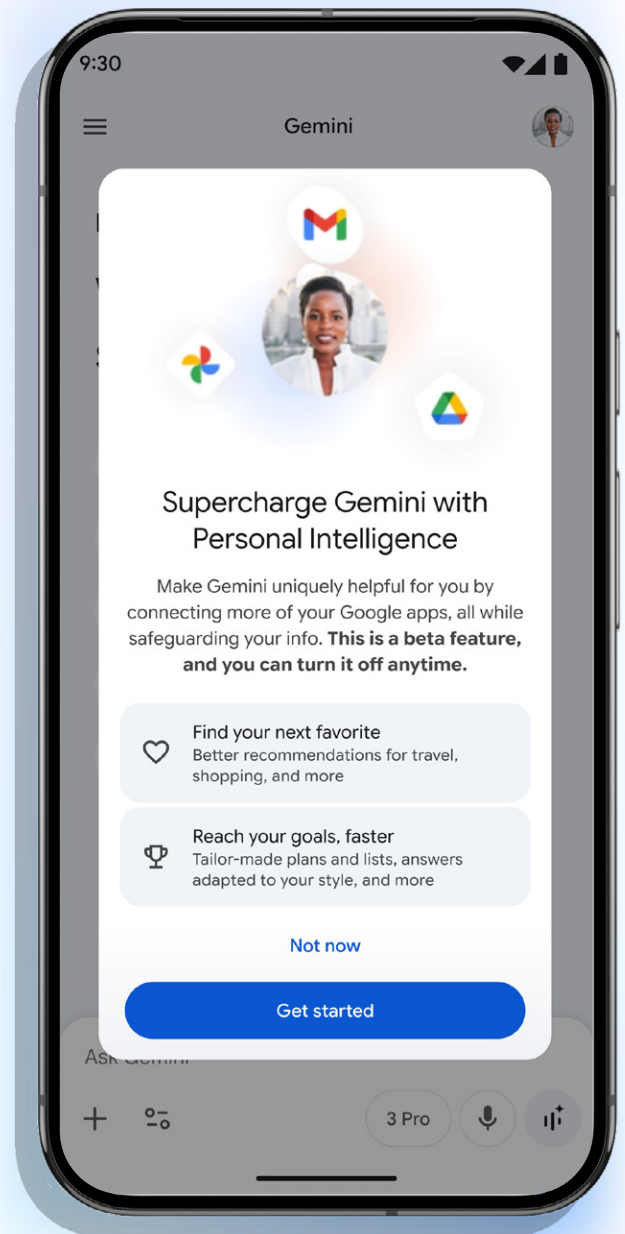 9:30
Gemini
Supercharge Gemini with
Personal Intelligence
Make Gemini uniquely helpful for you by
connecting more of your Google apps, all while
safeguarding your info. This is a beta feature,
and you can turn it off anytime.
Find your next favorite
Better recommendations for travel,
shopping, and more
Reach your goals, faster
Tailor-made plans and lists, answers
adapted to your style, and more
Not now
Get started
Ask Gemini
3 Pro